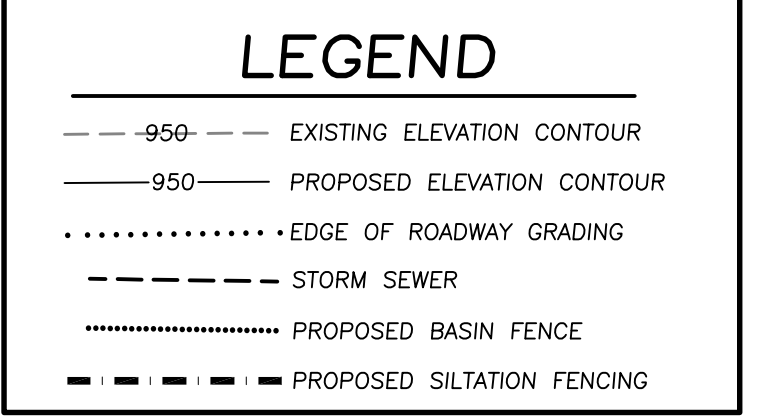 LEGEND
950 EXISTING ELEVATION CONTOUR
950 PROPOSED ELEVATION CONTOUR
EDGE OF ROADWAY GRADING
STORM SEWER
PROPOSED BASIN FENCE
PROPOSED SILTATION FENCING